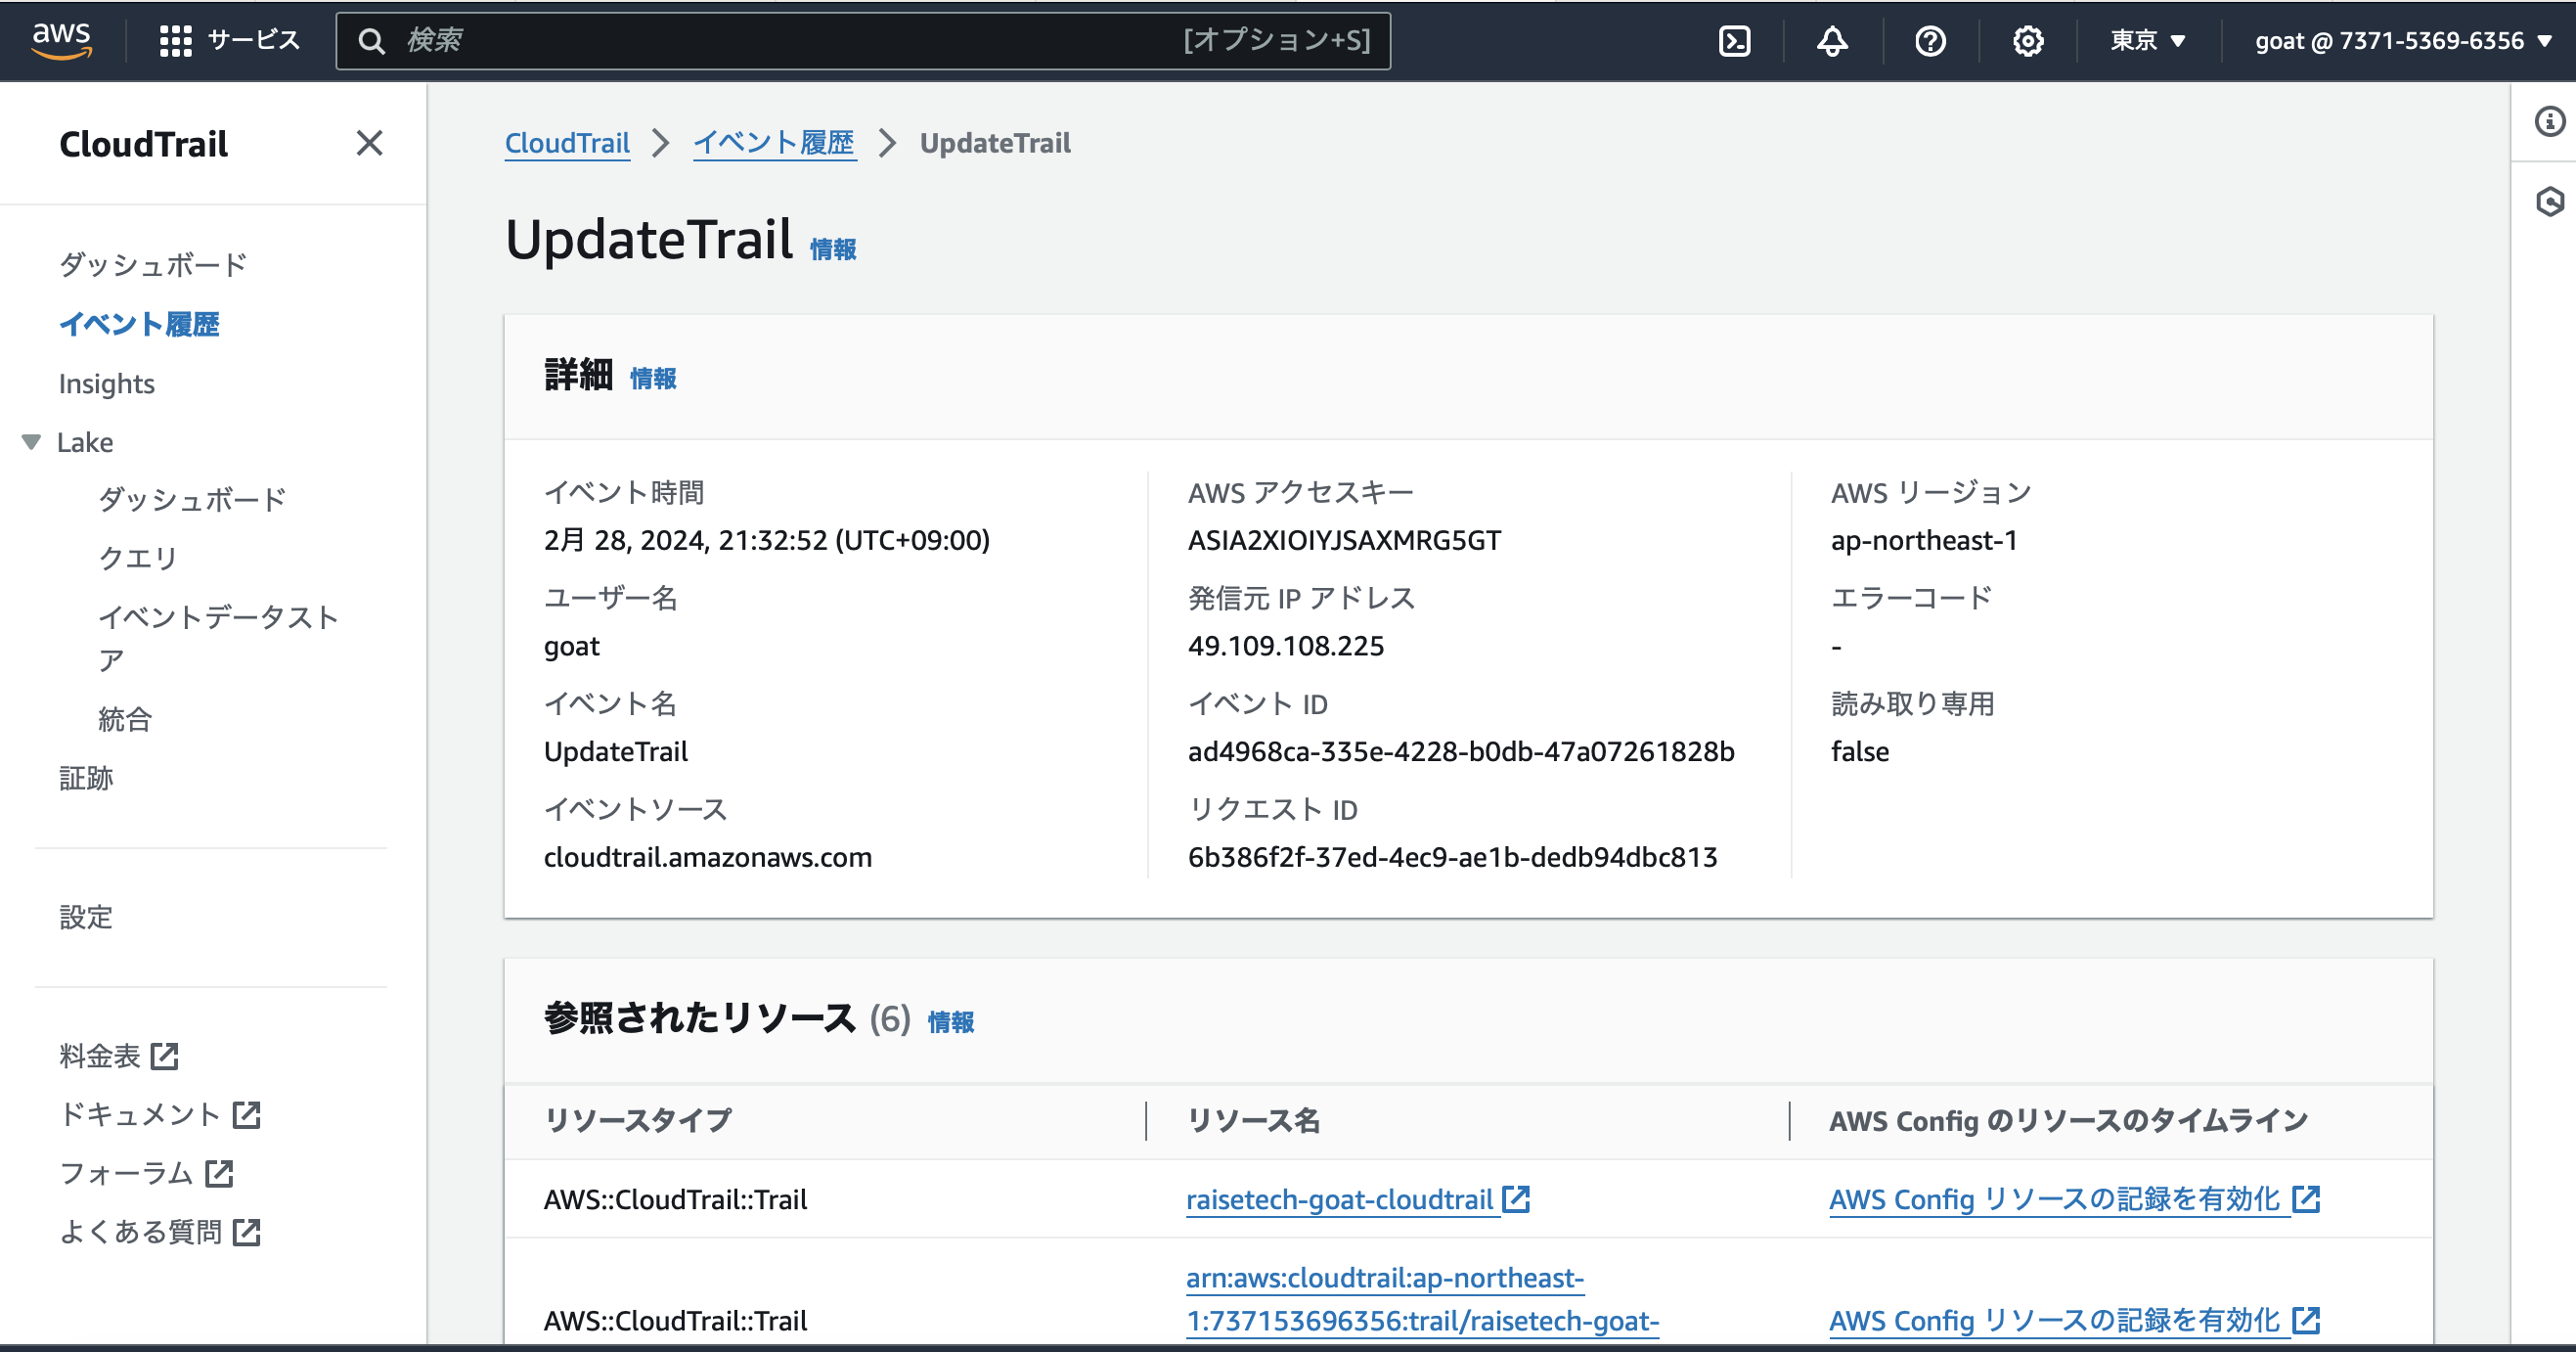 aws
サービス
検索
[オプション+S]
東京
goat @ 7371-5369-6356
CloudTrail
ダッシュボード
イベント履歴
Insights
Lake
ダッシュボード
クエリ
イベントデータスト
ア
統合
証跡
設定
料金表
ドキュメント
フォーラム
よくある質問
CloudTrail
イベント履歴
UpdateTrail
UpdateTrail 情報
詳細 情報
イベント時間
2月 28, 2024, 21:32:52 (UTC+09:00)
ユーザー名
goat
イベント名
UpdateTrail
イベントソース
cloudtrail.amazonaws.com
AWS アクセスキー
ASIA2XIOIYJSAXMRG5GT
発信元 IP アドレス
49.109.108.225
イベント ID
ad4968ca-335e-4228-b0db-47a07261828b
リクエスト ID
6b386f2f-37ed-4ec9-ae1b-dedb94dbc813
AWS リージョン
ap-northeast-1
エラーコード
-
読み取り専用
false
参照されたリソース (6) 情報
リソースタイプ
リソース名
AWS Config のリソースのタイムライン
AWS::CloudTrail::Trail
raisetech-goat-cloudtrail
AWS Config リソースの記録を有効化
AWS::CloudTrail::Trail
arn:aws:cloudtrail:ap-northeast-
1:737153696356:trail/raisetech-goat-
AWS Config リソースの記録を有効化